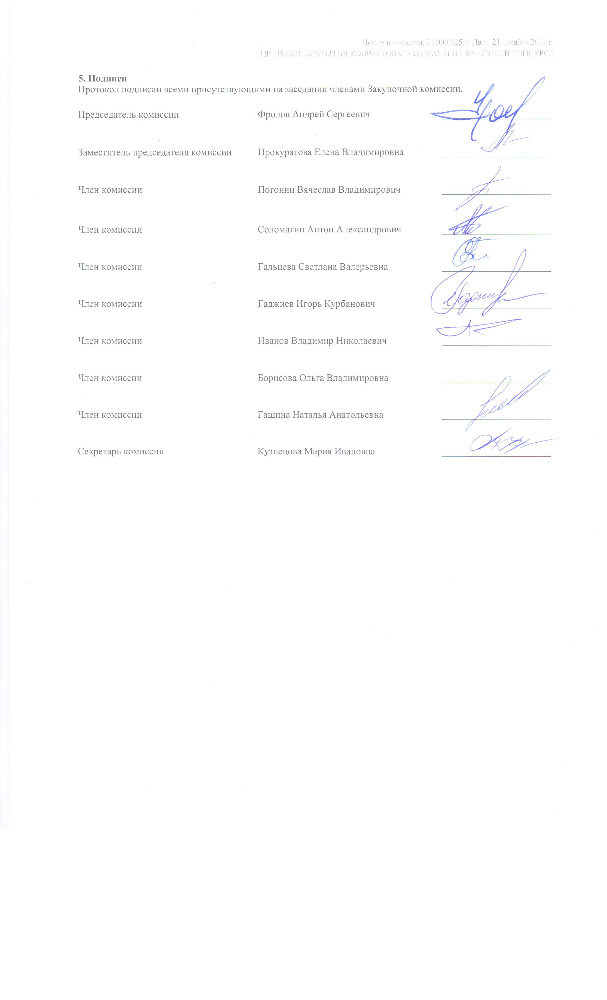 Номер извещения: 31200052529 Дата: 21 декабря 2012 г.
ПРОТОКОЛ ВСКРЫТИЯ КОНВЕРТОВ С ЗАЯВКАМИ НА УЧАСТИЕ В КОНКУРСЕ
5. Подписи
Протокол подписан всеми присутствующими на заседании членами Закупочной комиссии.
Председатель комиссии Фролов Андрей Сергеевич
Заместитель председателя комиссии Прокуратова Елена Владимировна
Член комиссии Погонин Вячеслав Владимирович
Член комиссии Соломатин Антон Александрович
Член комиссии Гальцева Светлана Валерьевна
Член комиссии Гаджиев Игорь Курбанович
Член комиссии Иванов Владимир Николаевич
Член комиссии Борисова Ольга Владимировна
Член комиссии Гашина Наталья Анатольевна
Секретарь комиссии Кузнецова Мария Ивановна